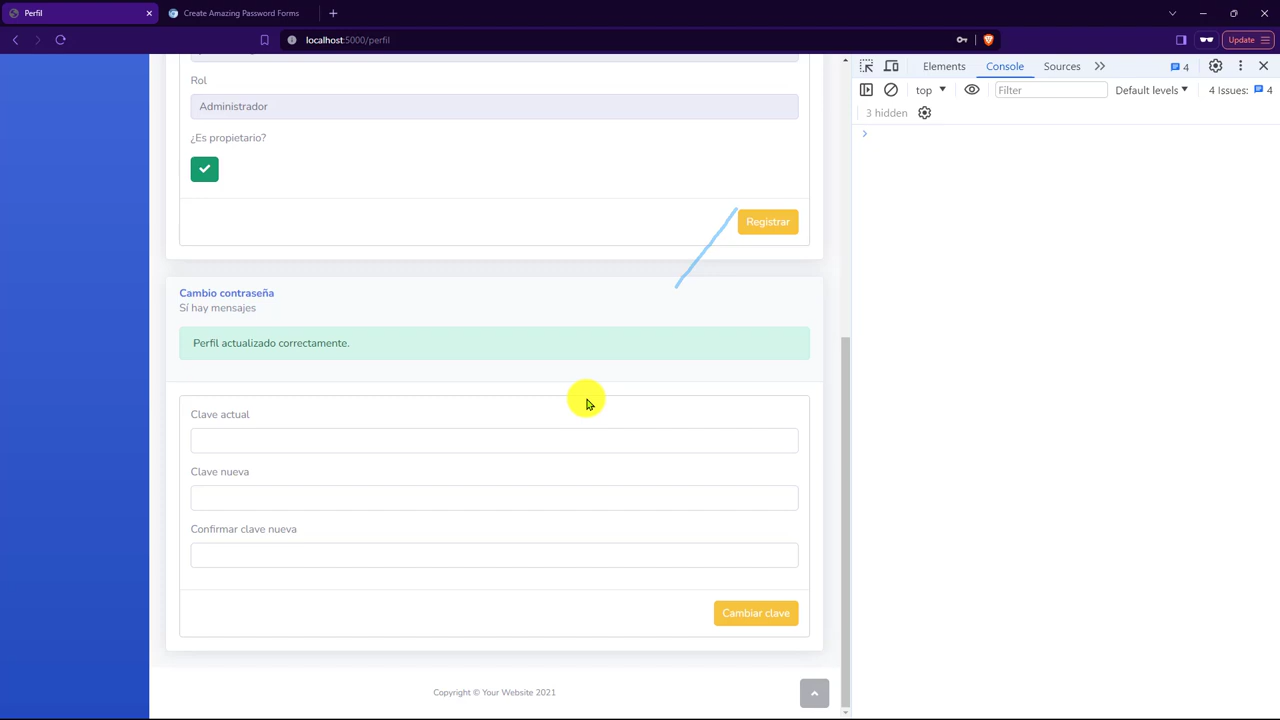 Perfil
Create Amazing Password Forms
localhost:5000/perfil
Update
Elements
Console
Sources
4
top
Filter
Default levels
4 Issues:
4
3 hidden
Rol
Administrador
¿Es propietario?
Registrar
Cambio contraseña
Sí hay mensajes
Perfil actualizado correctamente.
Clave actual
Clave nueva
Confirmar clave nueva
Cambiar clave
Copyright © Your Website 2021